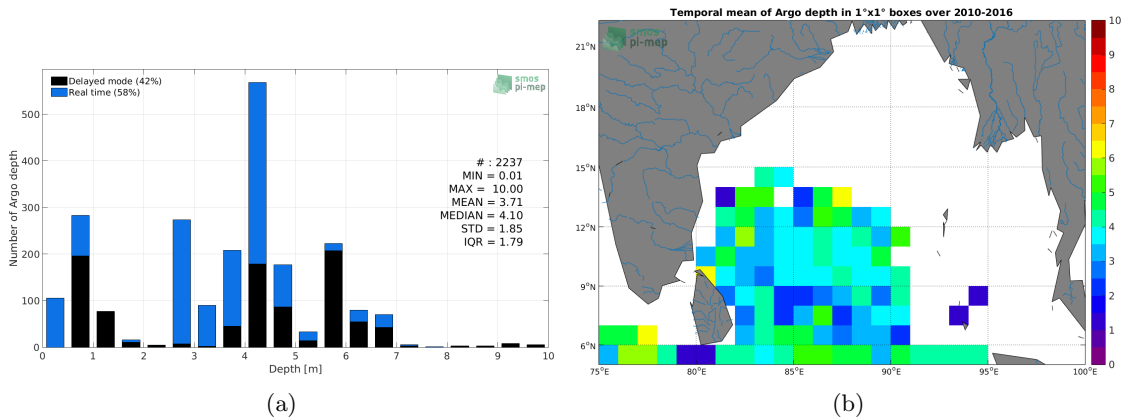 Delayed mode (42%)
Real time (58%)
smos
pi-mep
# : 2237
MIN = 0.01
MAX = 10.00
MEAN = 3.71
MEDIAN = 4.10
STD = 1.85
IQR = 1.79
Number of Argo depth
500
400
300
200
100
0
0 1 2 3 4 5 6 7 8 9 10
Depth [m]
(a)
Temporal mean of Argo depth in 1°x1° boxes over 2010-2016
smos
pi-mep
21°N
18°N
15°N
12°N
9°N
6°N
75°E 80°E 85°E 90°E 95°E 100°E
10
9
8
7
6
5
4
3
2
1
0
(b)